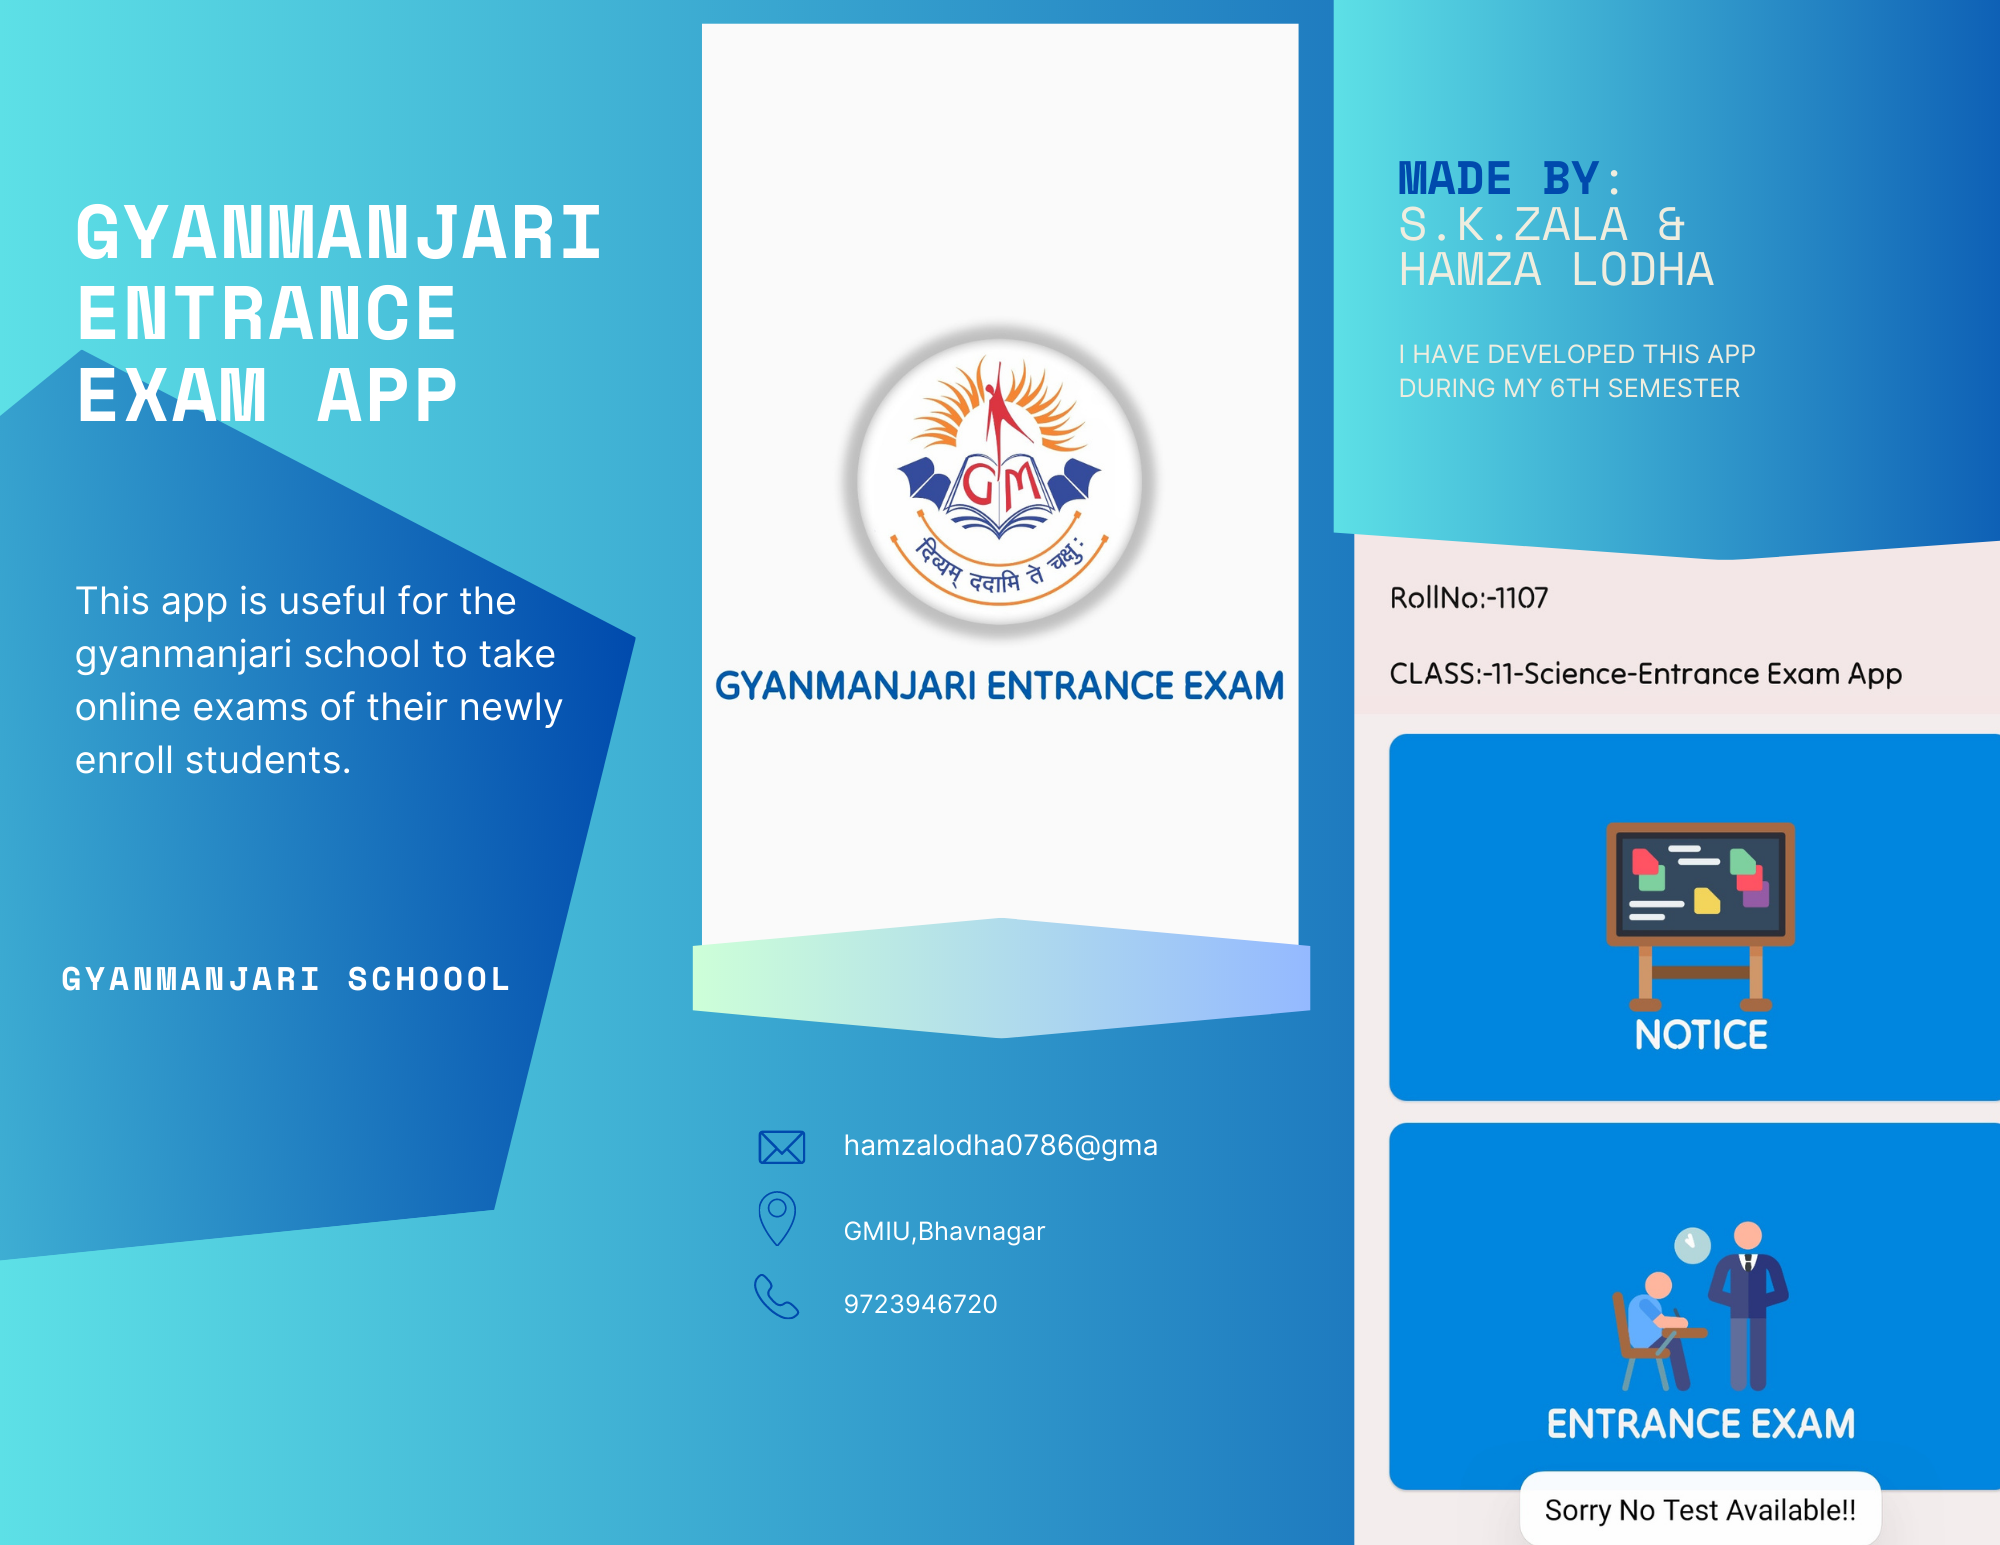 GYANMANJARI
ENTRANCE
EXAM APP
This app is useful for the
gyanmanjari school to take
online exams of their newly
enroll students.
GYANMANJARI SCHOOOL
GM
दिव्यम् ददामि ते चक्षुः
GYANMANJARI ENTRANCE EXAM
hamzalodha0786@gma
GMIU,Bhavnagar
9723946720
MADE BY:
S.K.ZALA &
HAMZA LODHA
I HAVE DEVELOPED THIS APP
DURING MY 6TH SEMESTER
RollNo:-1107
CLASS:-11-Science-Entrance Exam App
NOTICE
ENTRANCE EXAM
Sorry No Test Available!!